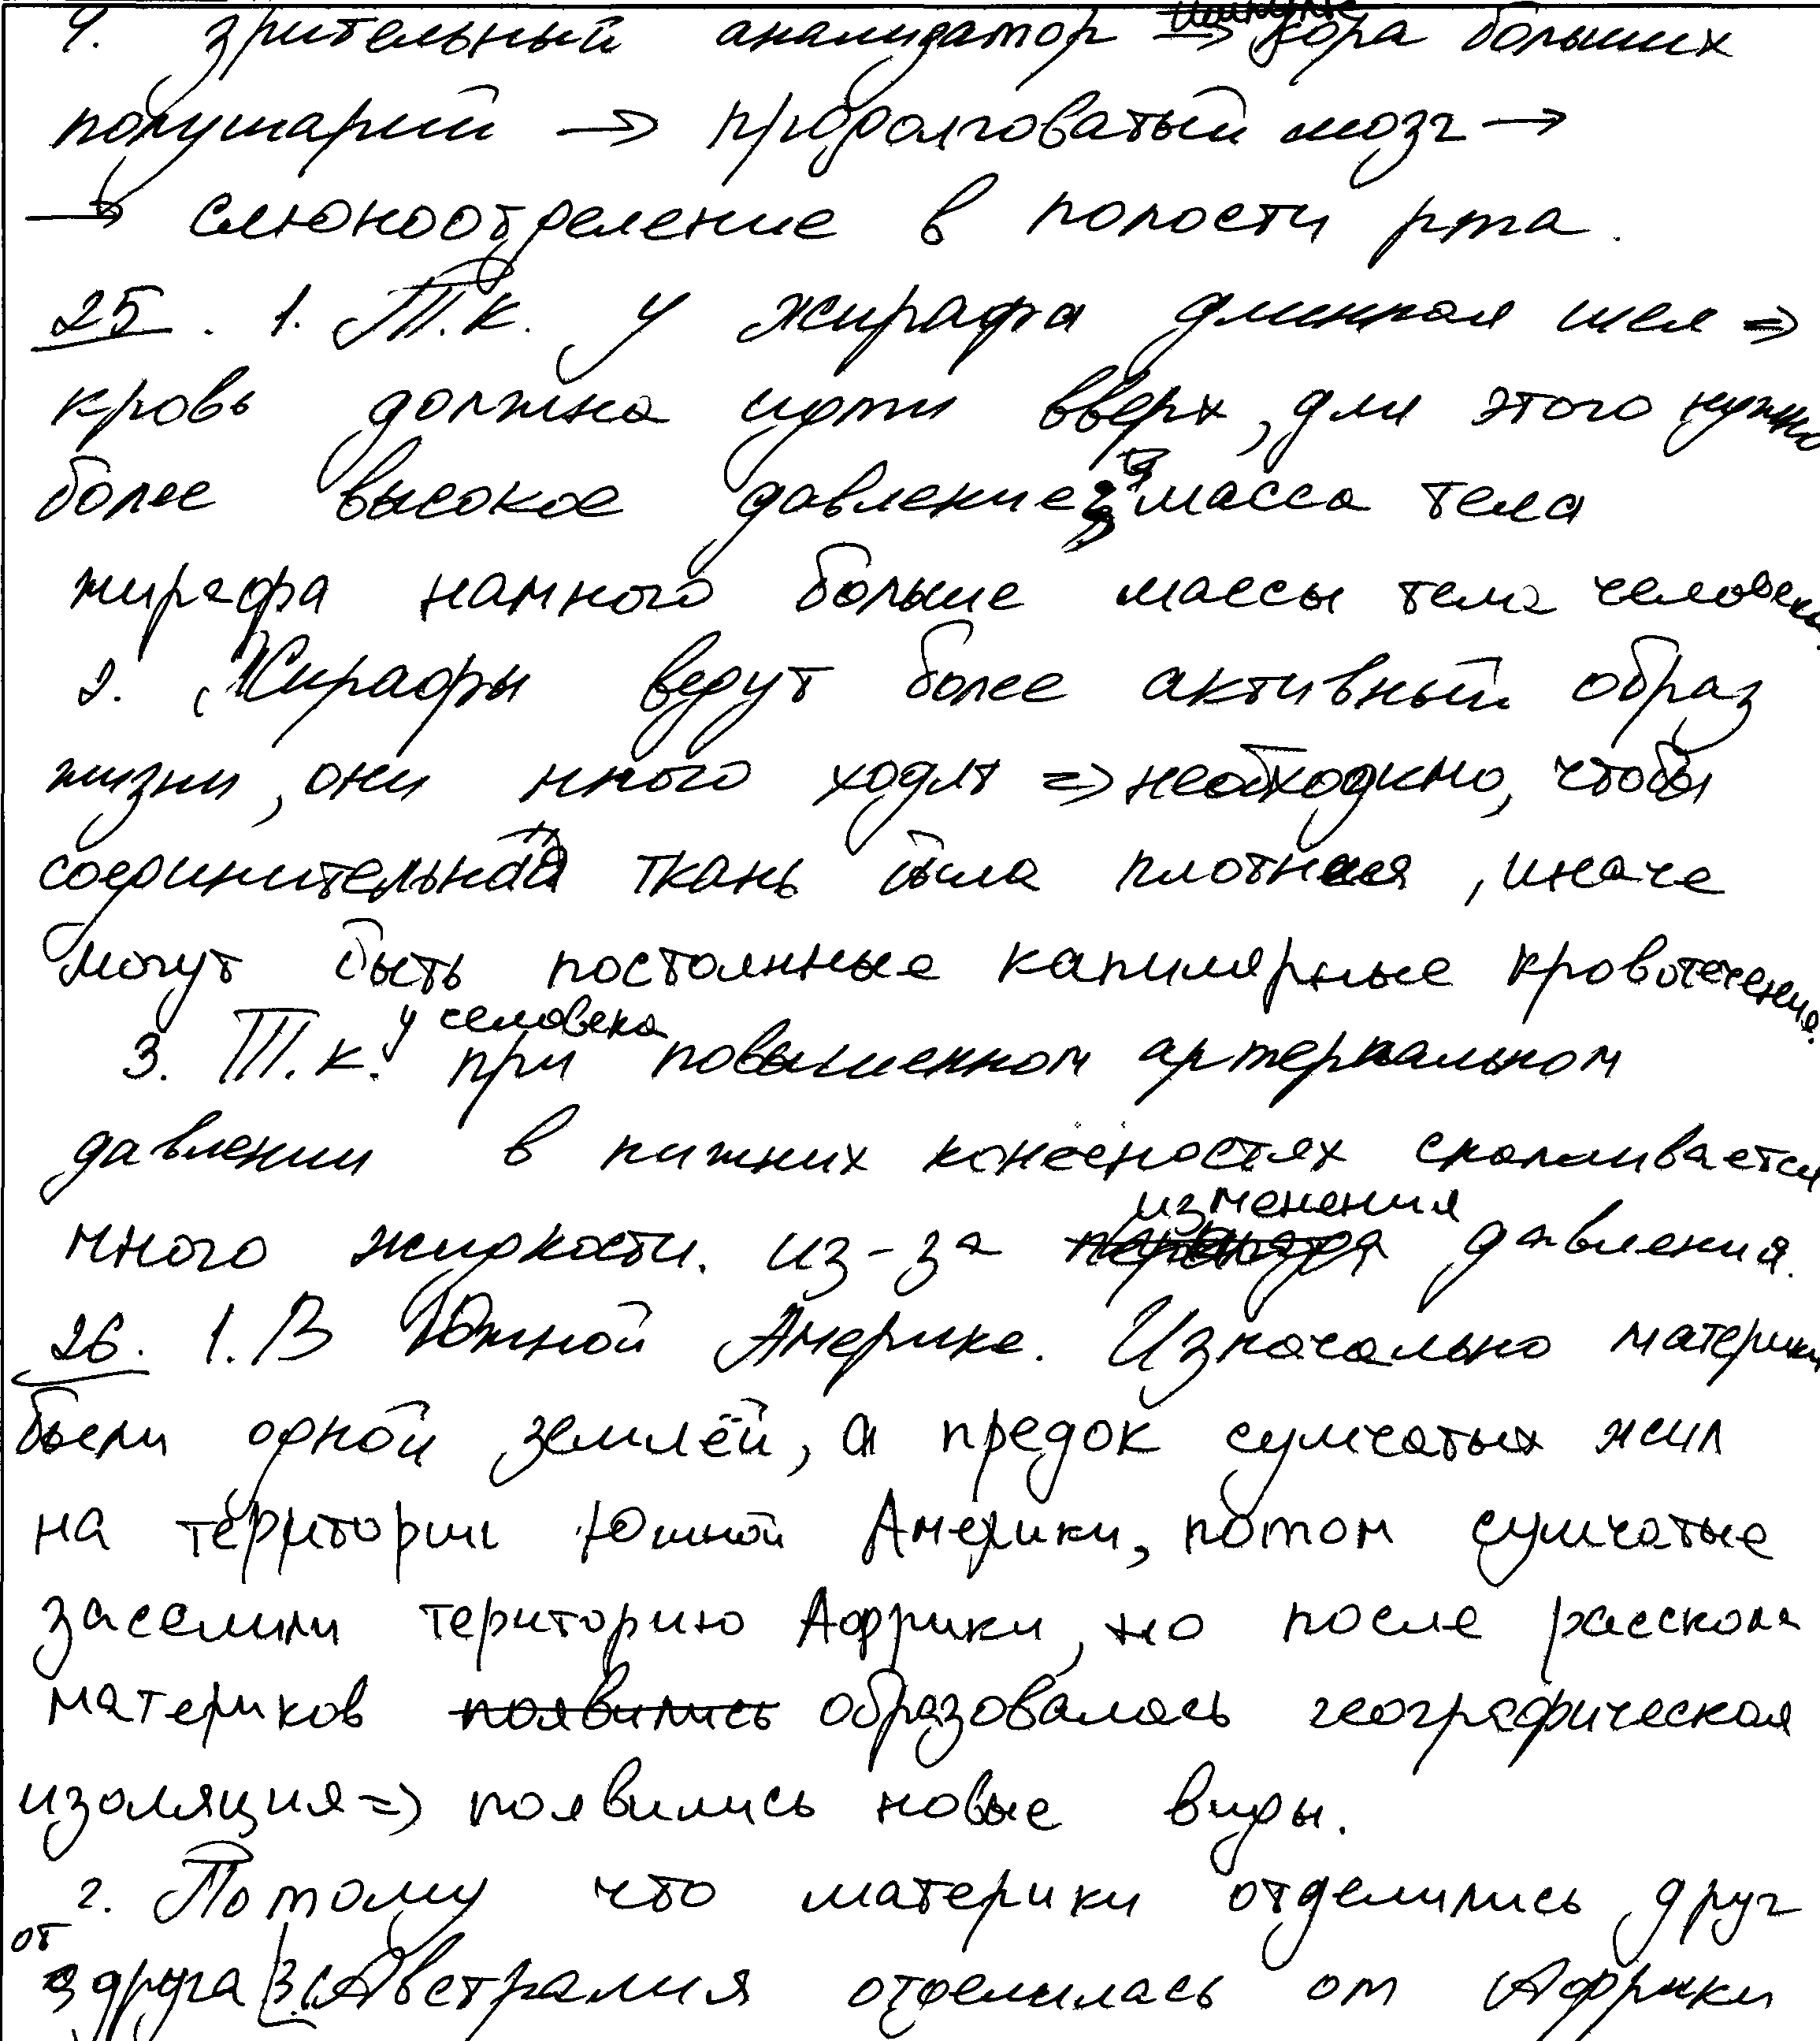 4. зрительный анализатор → кора больших
полушарий → продолговатый мозг →
→ слюноотделение в полости рта.
25. 1. Т.к. у жирафа длинная шея =>
кровь должна идти вверх, для этого нужно
более высокое давление, масса тела
жирафа намного больше массы тела человека.
2. Жирафы ведут более активный образ
жизни, они много ходят => необходимо, чтобы
соединительная ткань была плотная, иначе
могут быть постоянные капилярные кровотечения.
3. Т.к. у человека при повышенном артериальном
давлении в нижних конечностях скапливается
много жидкости. из-за изменения давления.
26. 1. В Южной Америке. Изначально материки
были одной землёй, а предок сумчатых жил
на територии Южной Америки, потом сумчатые
заселили територию Африки, но после раскола
материков появились образовалась географическая
изоляция => появились новые виды.
2. Потому что материки отделились друг
от друга 3. Австралия отделилась от Африки